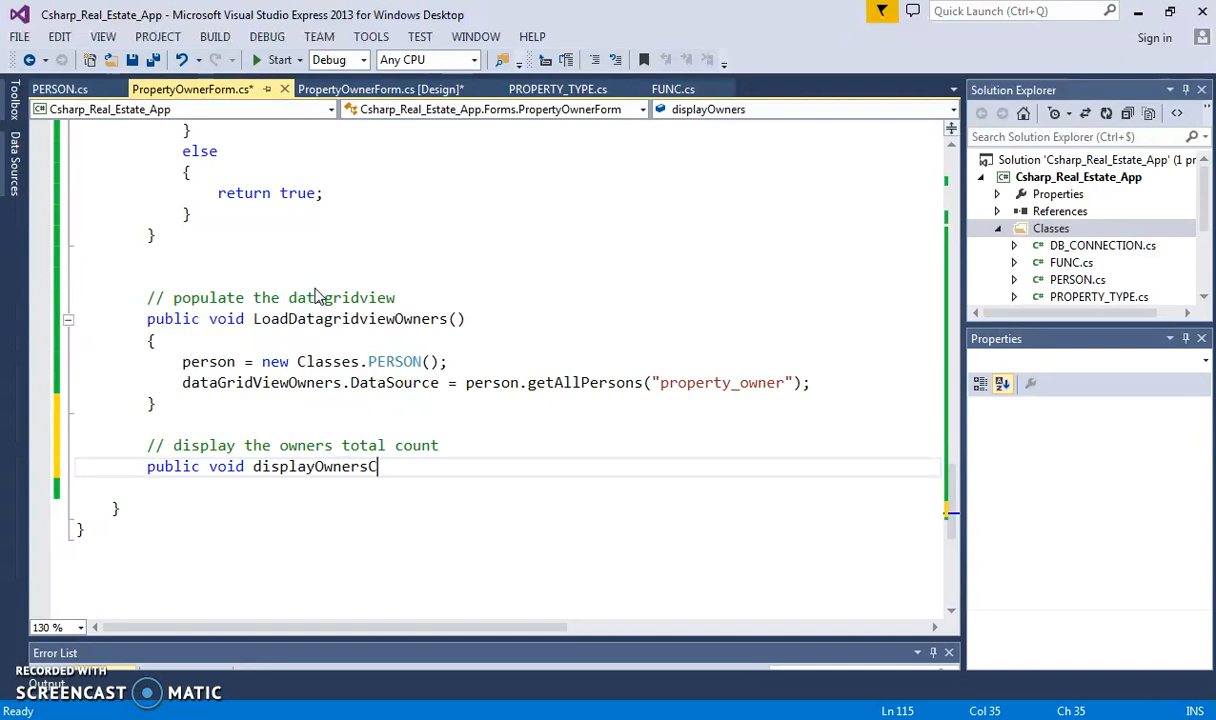 Csharp_Real_Estate_App - Microsoft Visual Studio Express 2013 for Windows Desktop
Quick Launch (Ctrl+Q)
FILE EDIT VIEW PROJECT BUILD DEBUG TEAM TOOLS TEST WINDOW HELP
Sign in
Start Debug Any CPU
Toolbox
Data Sources
PERSON.cs PropertyOwnerForm.cs* PropertyOwnerForm.cs [Design]* PROPERTY_TYPE.cs FUNC.cs
Csharp_Real_Estate_App Csharp_Real_Estate_App.Forms.PropertyOwnerForm displayOwners
}
else
{
return true;
}
}
// populate the datagridview
public void LoadDatagridviewOwners()
{
person = new Classes.PERSON();
dataGridViewOwners.DataSource = person.getAllPersons("property_owner");
}
// display the owners total count
public void displayOwnersC
}
}
130 %
Error List
Output
Solution Explorer
Search Solution Explorer (Ctrl+$)
Solution 'Csharp_Real_Estate_App' (1 pr
Csharp_Real_Estate_App
Properties
References
Classes
DB_CONNECTION.cs
FUNC.cs
PERSON.cs
PROPERTY_TYPE.cs
Properties
RECORDED WITH
SCREENCAST MATIC
Ready Ln 115 Col 35 Ch 35 INS